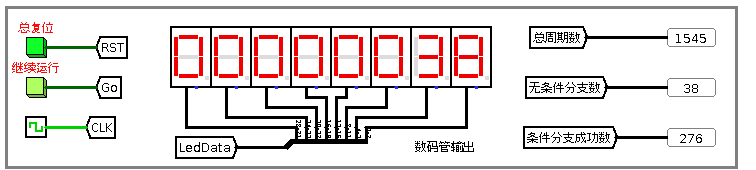 总复位
RST
继续运行
Go
CLK
00000038
LedData
数码管输出
总周期数
1545
无条件分支数
38
条件分支成功数
276